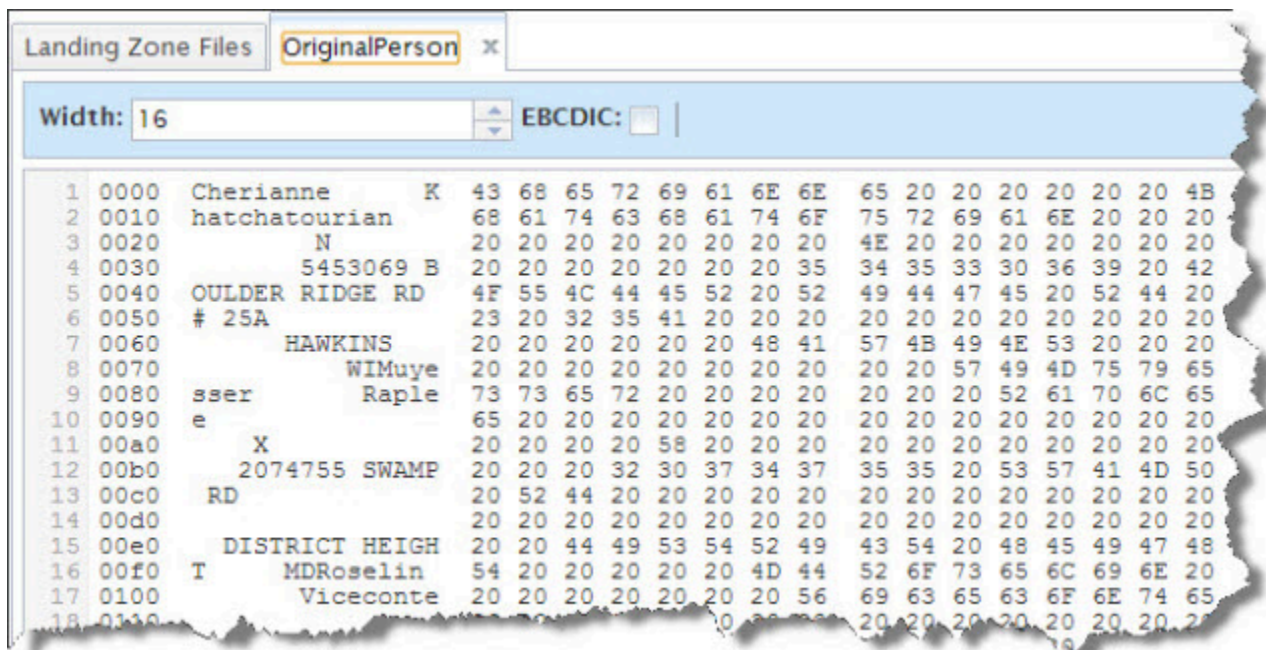 Landing Zone Files OriginalPerson x
Width: 16 EBCDIC:
1 0000 Cherianne K 43 68 65 72 69 61 6E 6E 65 20 20 20 20 20 20 4B
2 0010 hatchatourian 68 61 74 63 68 61 74 6F 75 72 69 61 6E 20 20 20
3 0020 N 20 20 20 20 20 20 20 20 4E 20 20 20 20 20 20 20
4 0030 5453069 B 20 20 20 20 20 20 20 35 34 35 33 30 36 39 20 42
5 0040 OULDER RIDGE RD 4F 55 4C 44 45 52 20 52 49 44 47 45 20 52 44 20
6 0050 # 25A 23 20 32 35 41 20 20 20 20 20 20 20 20 20 20 20
7 0060 HAWKINS 20 20 20 20 20 20 48 41 57 4B 49 4E 53 20 20 20
8 0070 WIMuye 20 20 20 20 20 20 20 20 20 20 57 49 4D 75 79 65
9 0080 sser Raple 73 73 65 72 20 20 20 20 20 20 20 52 61 70 6C 65
10 0090 e 65 20 20 20 20 20 20 20 20 20 20 20 20 20 20 20
11 00a0 X 20 20 20 20 58 20 20 20 20 20 20 20 20 20 20 20
12 00b0 2074755 SWAMP 20 20 20 32 30 37 34 37 35 35 20 53 57 41 4D 50
13 00c0 RD 20 52 44 20 20 20 20 20 20 20 20 20 20 20 20 20
14 00d0 20 20 20 20 20 20 20 20 20 20 20 20 20 20 20 20
15 00e0 DISTRICT HEIGH 20 20 44 49 53 54 52 49 43 54 20 48 45 49 47 48
16 00f0 T MDRoselin 54 20 20 20 20 20 4D 44 52 6F 73 65 6C 69 6E 20
17 0100 Viceconte 20 20 20 20 20 20 20 56 69 63 65 63 6F 6E 74 65
18 20 20 20 20 20 20 20